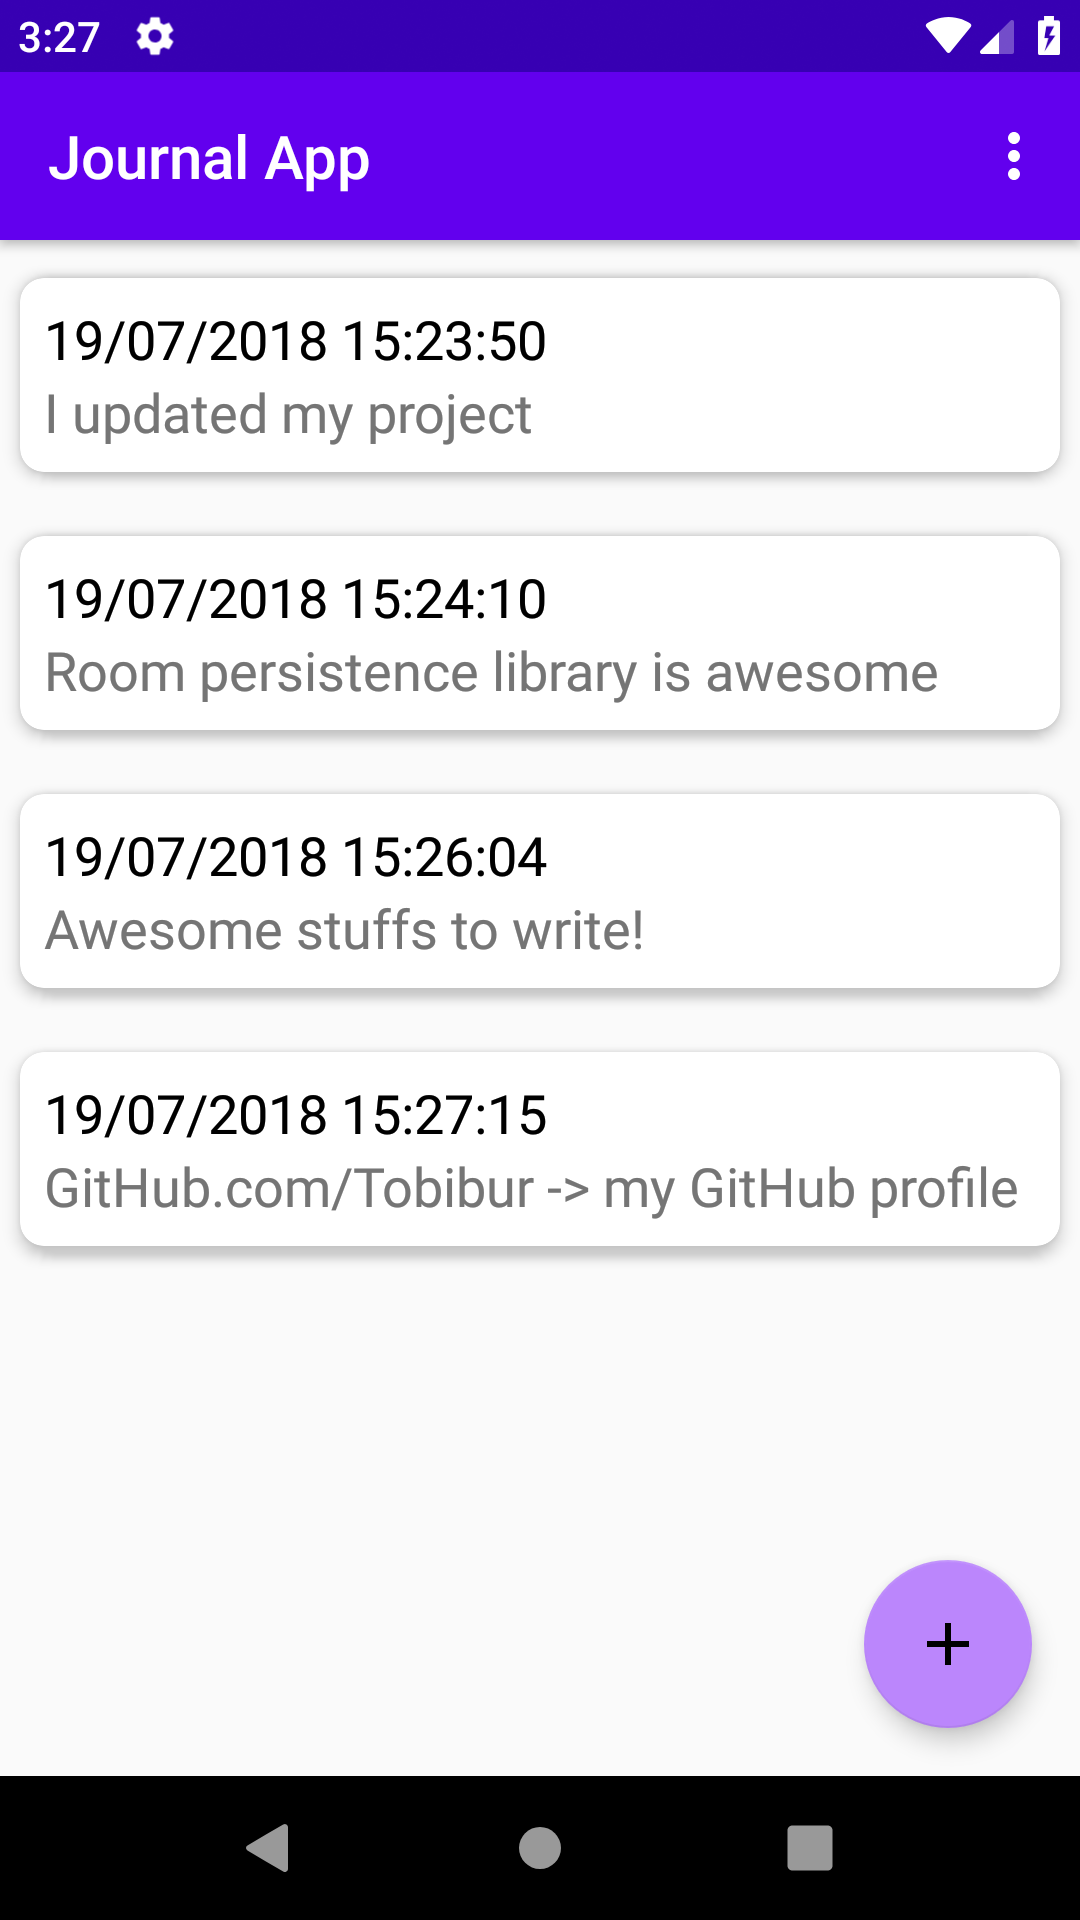 3:27
Journal App
19/07/2018 15:23:50
I updated my project
19/07/2018 15:24:10
Room persistence library is awesome
19/07/2018 15:26:04
Awesome stuffs to write!
19/07/2018 15:27:15
GitHub.com/Tobibur -> my GitHub profile